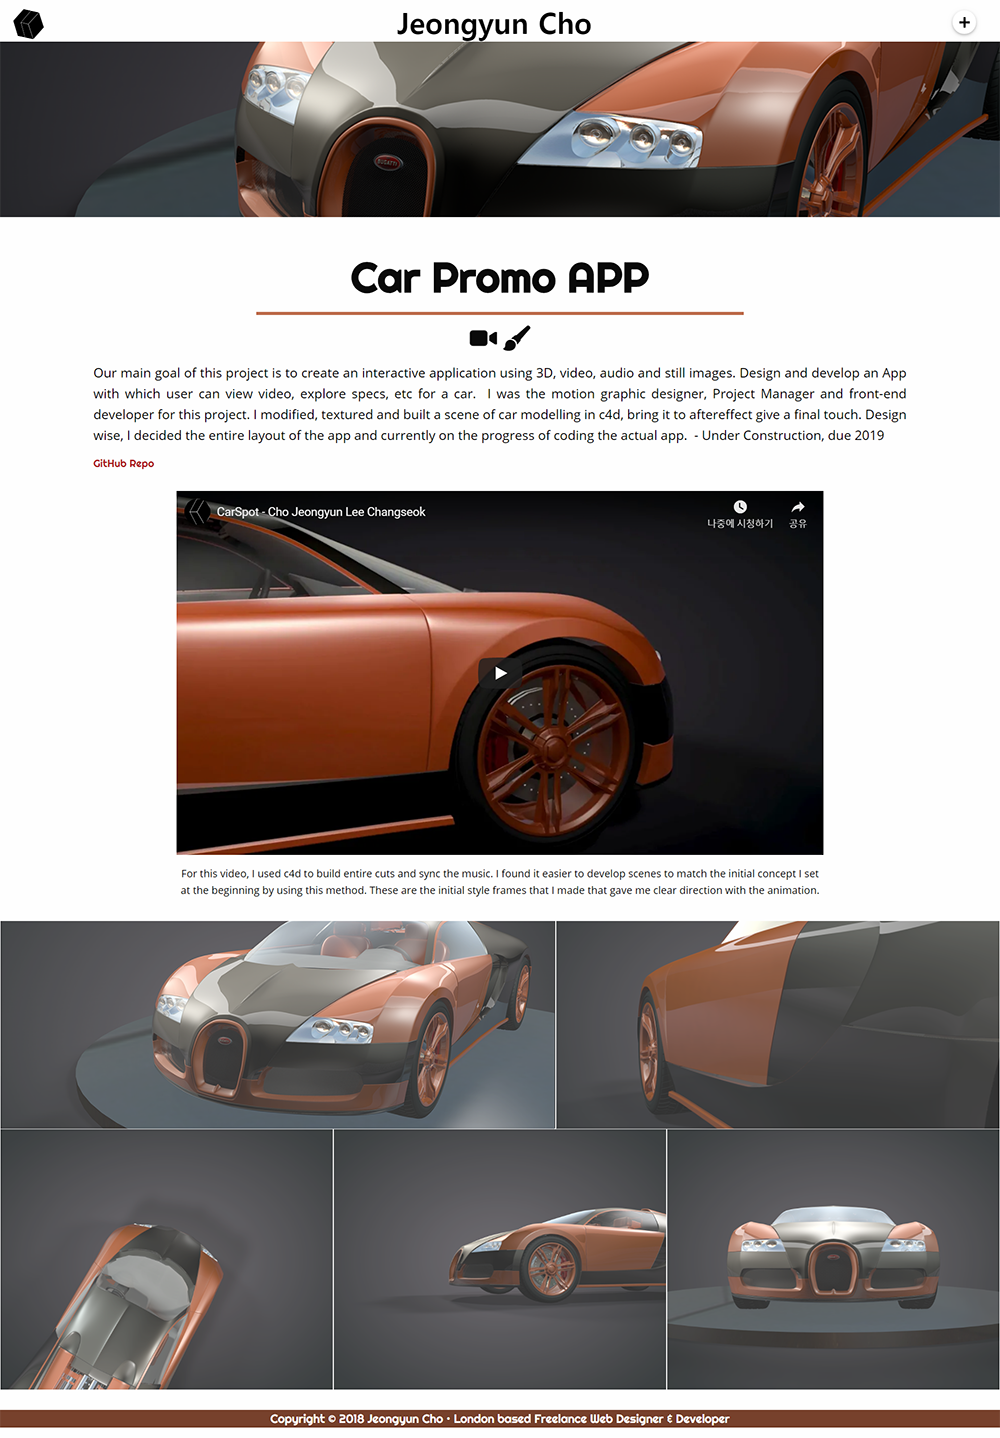 Jeongyun Cho
BUGATTI
Car Promo APP
Our main goal of this project is to create an interactive application using 3D, video, audio and still images. Design and develop an App
with which user can view video, explore specs, etc for a car. I was the motion graphic designer, Project Manager and front-end
developer for this project. I modified, textured and built a scene of car modelling in c4d, bring it to aftereffect give a final touch. Design
wise, I decided the entire layout of the app and currently on the progress of coding the actual app. - Under Construction, due 2019
GitHub Repo
CarSpot - Cho Jeongyun Lee Changseok
나중에 시청하기
공유
For this video, I used c4d to build entire cuts and sync the music. I found it easier to develop scenes to match the initial concept I set
at the beginning by using this method. These are the initial style frames that I made that gave me clear direction with the animation.
Copyright © 2018 Jeongyun Cho • London based Freelance Web Designer & Developer